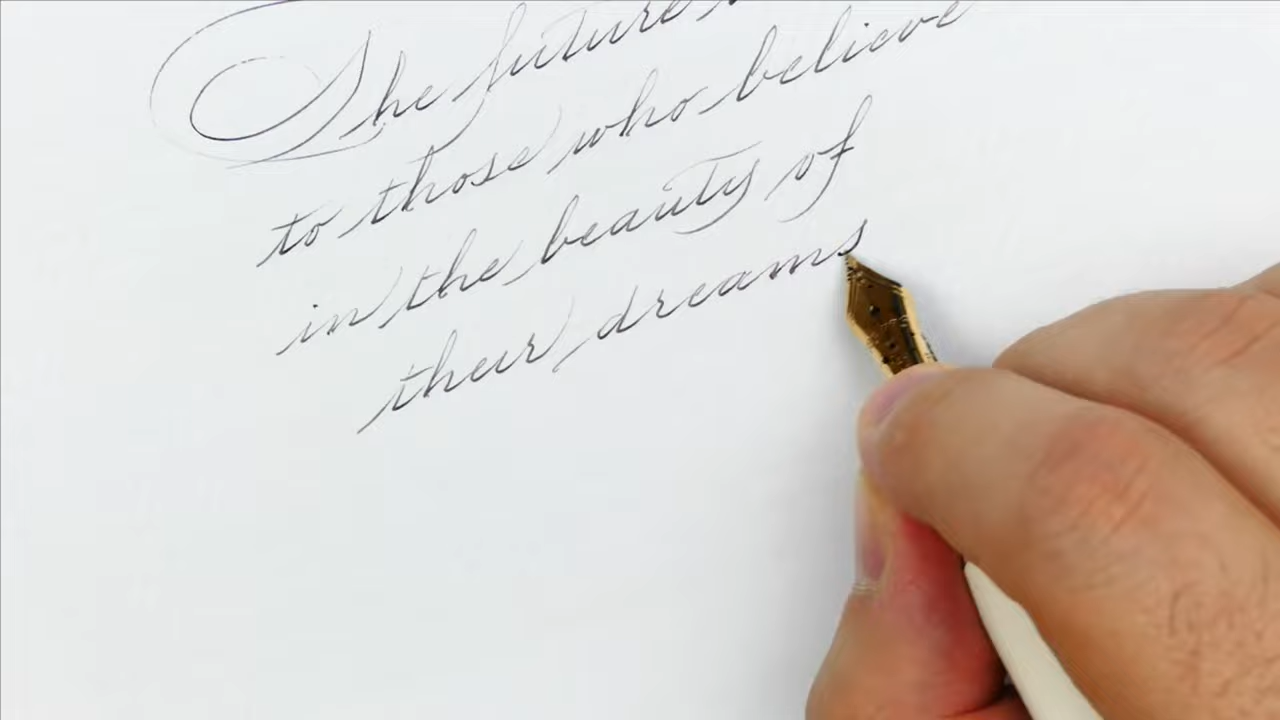 The future
to those who believe
in the beauty of
their dreams